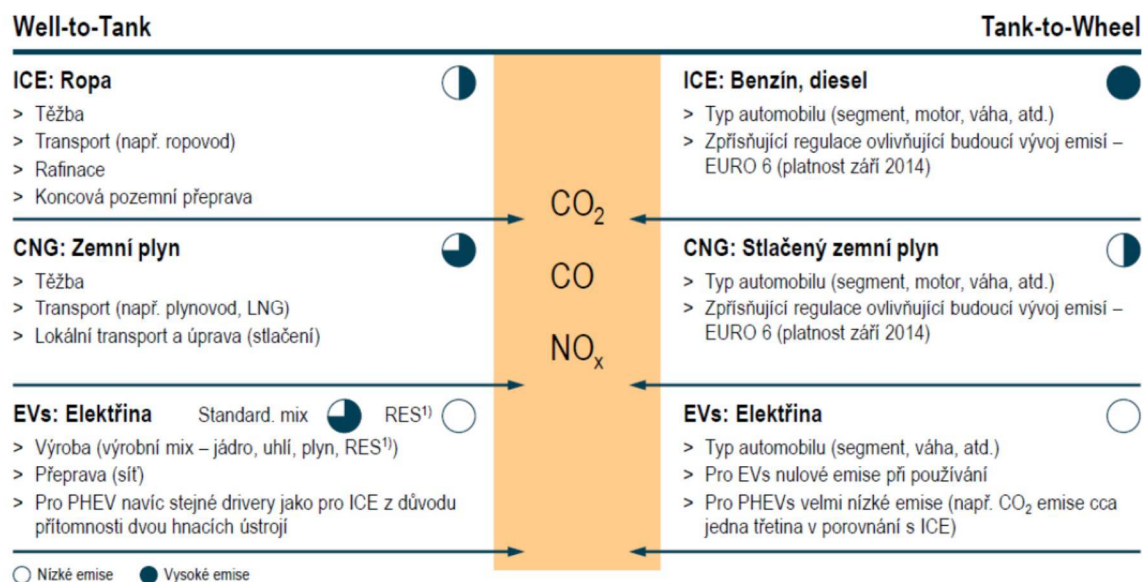 Well-to-Tank
Tank-to-Wheel
ICE: Ropa
> Těžba
> Transport (např. ropovod)
> Rafinace
> Koncová pozemní přeprava
ICE: Benzín, diesel
> Typ automobilu (segment, motor, váha, atd.)
> Zpřísňující regulace ovlivňující budoucí vývoj emisí –
EURO 6 (platnost září 2014)
CO₂
CO
NOₓ
CNG: Zemní plyn
> Těžba
> Transport (např. plynovod, LNG)
> Lokální transport a úprava (stlačení)
CNG: Stlačený zemní plyn
> Typ automobilu (segment, motor, váha, atd.)
> Zpřísňující regulace ovlivňující budoucí vývoj emisí –
EURO 6 (platnost září 2014)
EVs: Elektřina Standard. mix RES¹⁾
> Výroba (výrobní mix – jádro, uhlí, plyn, RES¹⁾)
> Přeprava (síť)
> Pro PHEV navíc stejné drivery jako pro ICE z důvodu
přítomnosti dvou hnacích ústrojí
EVs: Elektřina
> Typ automobilu (segment, váha, atd.)
> Pro EVs nulové emise při používání
> Pro PHEVs velmi nízké emise (např. CO₂ emise cca
jedna třetina v porovnání s ICE)
Nízké emise Vysoké emise